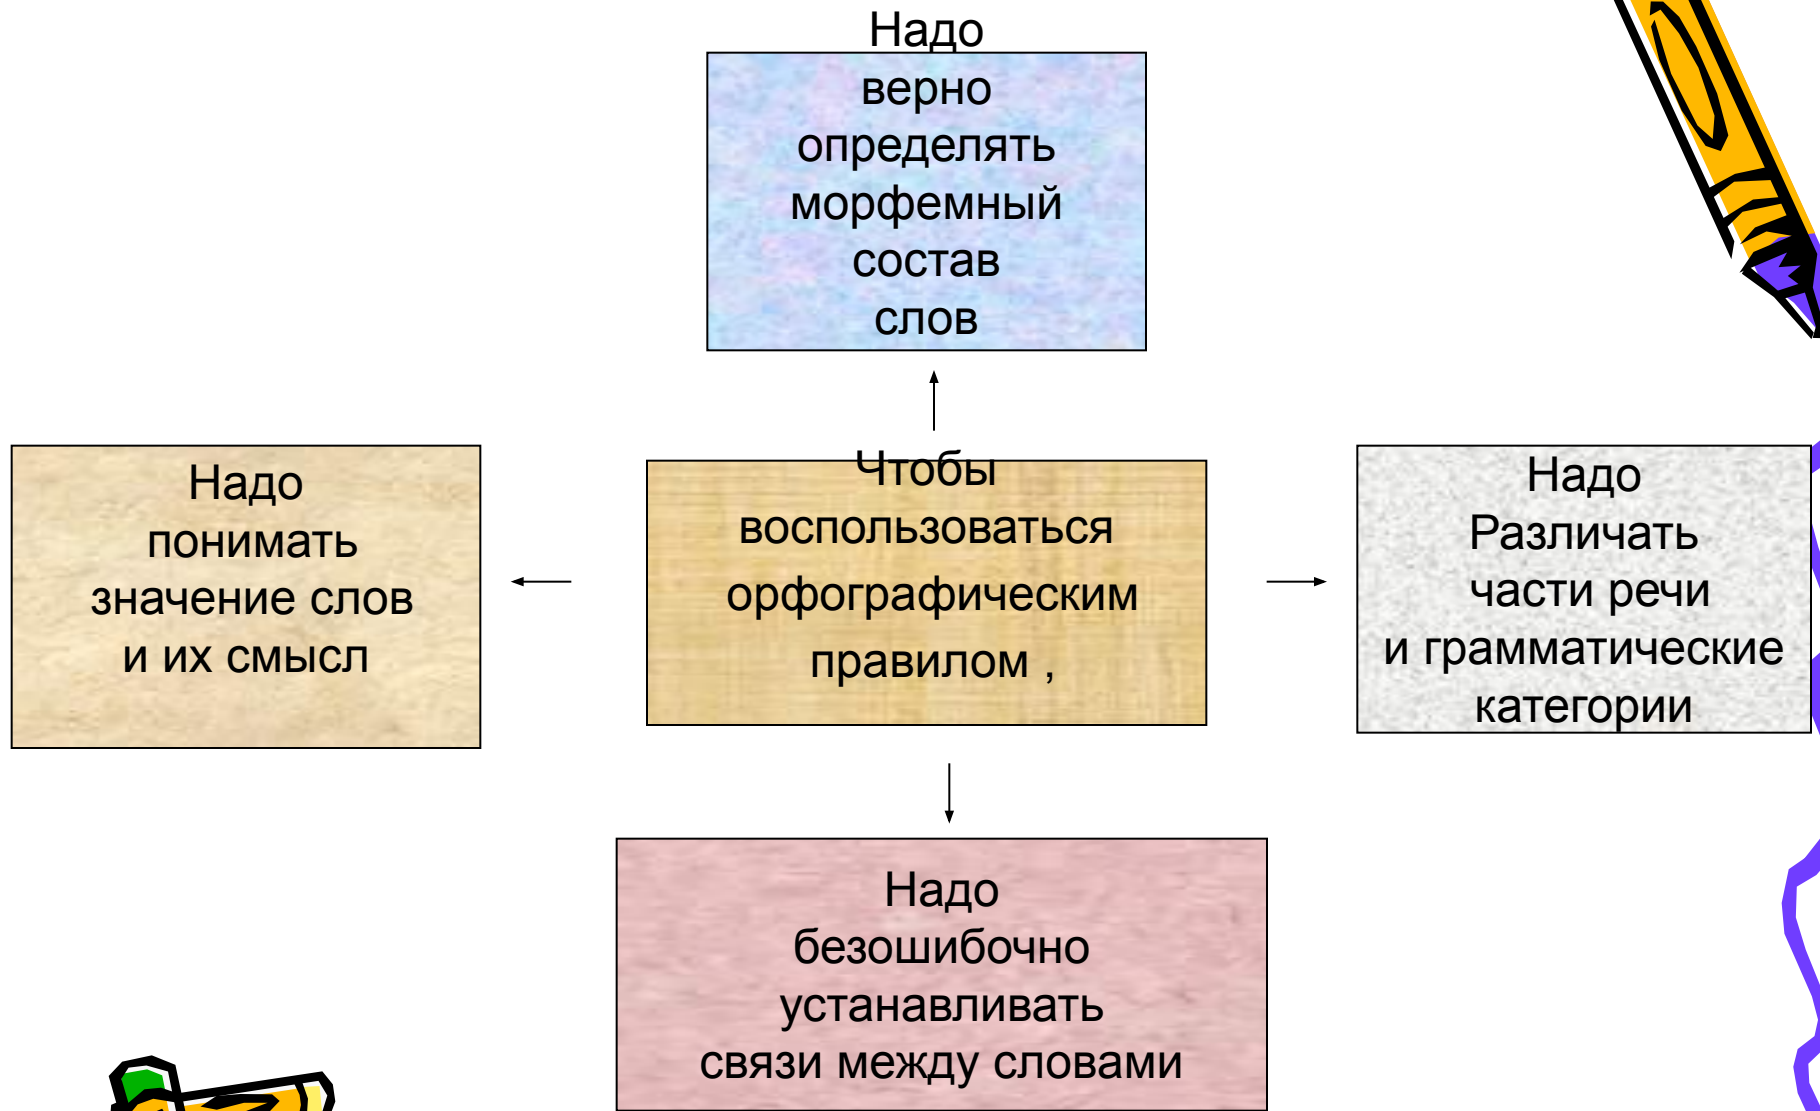 Надо
верно
определять
морфемный
состав
слов
Надо
понимать
значение слов
и их смысл
Чтобы
воспользоваться
орфографическим
правилом ,
Надо
Различать
части речи
и грамматические
категории
Надо
безошибочно
устанавливать
связи между словами